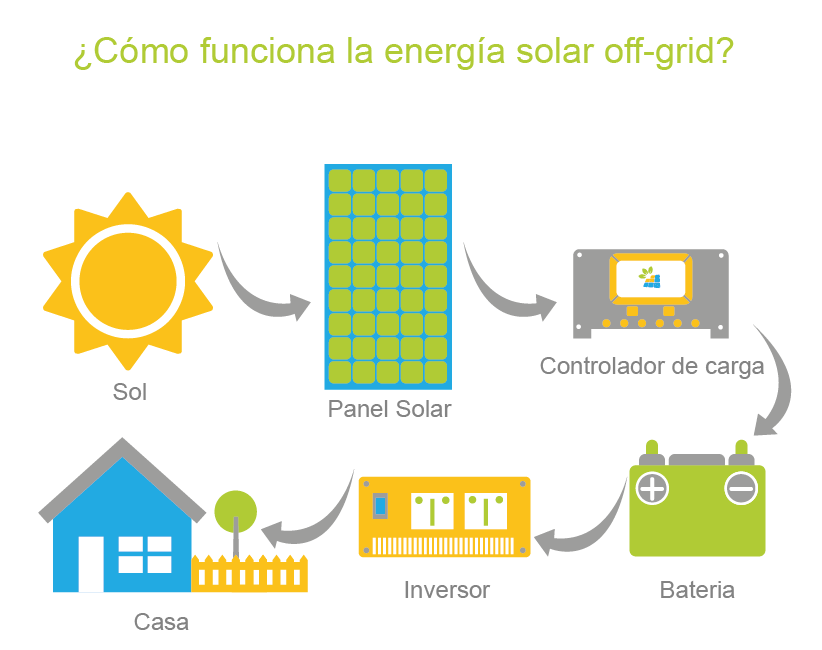 ¿Cómo funciona la energía solar off-grid?
Sol
Panel Solar
Controlador de carga
Casa
Inversor
Bateria